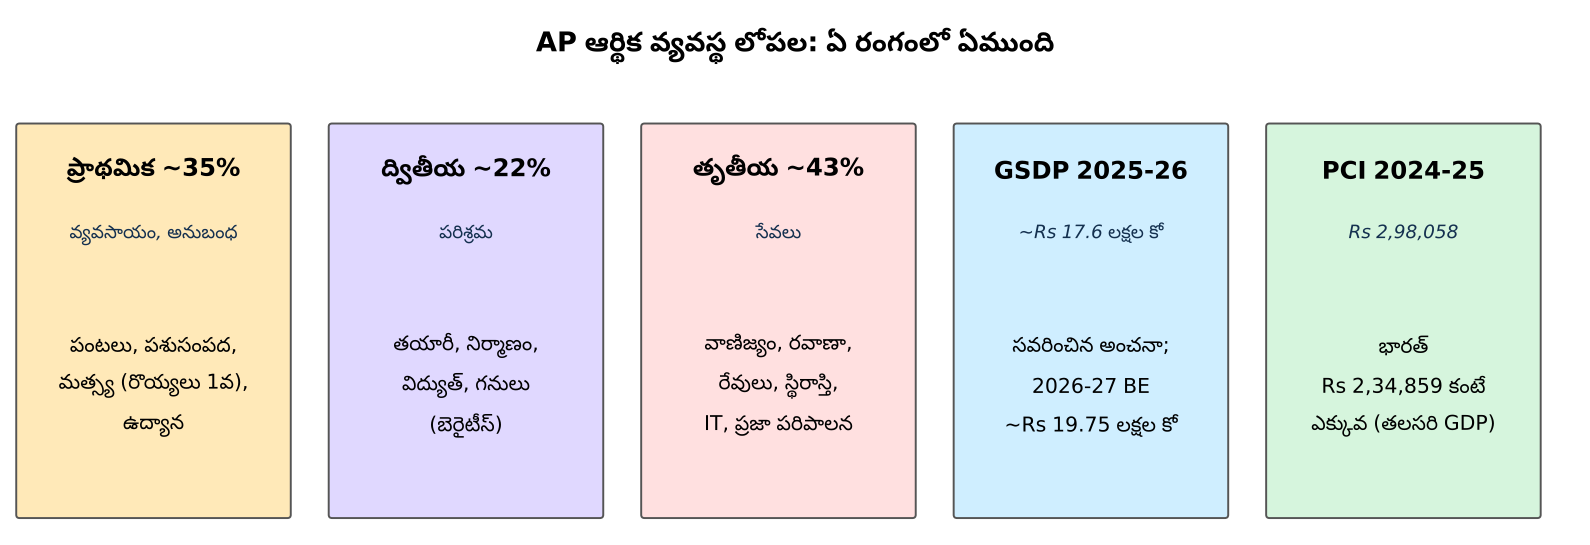 AP ఆర్థిక వ్యవస్థ లోపల: ఏ రంగంలో ఏముంది
ప్రాథమిక ~35%
వ్యవసాయం, అనుబంధ
పంటలు, పశుసంపద,
మత్స్య (రొయ్యలు 1వ),
ఉద్యాన
ద్వితీయ ~22%
పరిశ్రమ
తయారీ, నిర్మాణం,
విద్యుత్, గనులు
(బెరైటీస్)
తృతీయ ~43%
సేవలు
వాణిజ్యం, రవాణా,
రేవులు, స్థిరాస్తి,
IT, ప్రజా పరిపాలన
GSDP 2025-26
~Rs 17.6 లక్షల కో
సవరించిన అంచనా;
2026-27 BE
~Rs 19.75 లక్షల కో
PCI 2024-25
Rs 2,98,058
భారత్
Rs 2,34,859 కంటే
ఎక్కువ (తలసరి GDP)